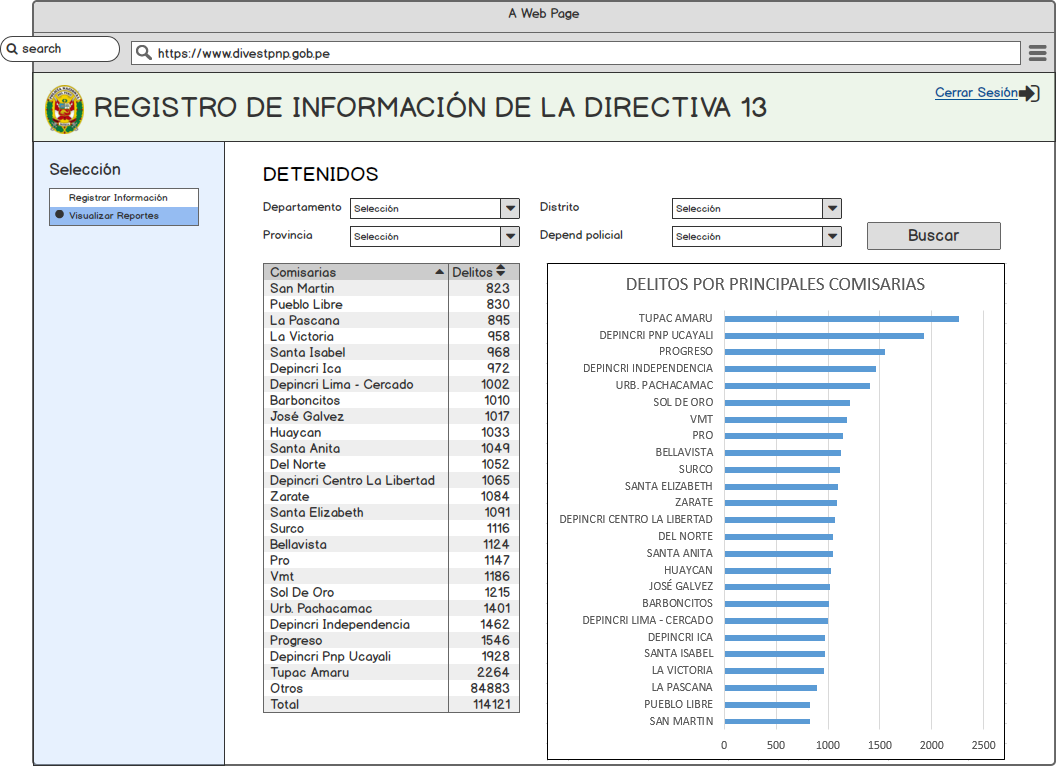 A Web Page
search
https://www.divestpnp.gob.pe
REGISTRO DE INFORMACIÓN DE LA DIRECTIVA 13
Cerrar Sesión
Selección
Registrar Información
Visualizar Reportes
DETENIDOS
Departamento Selección Distrito Selección
Provincia Selección Depend policial Selección Buscar
Comisarias Delitos
San Martin 823
Pueblo Libre 830
La Pascana 895
La Victoria 958
Santa Isabel 968
Depincri Ica 972
Depincri Lima - Cercado 1002
Barboncitos 1010
José Galvez 1017
Huaycan 1033
Santa Anita 1049
Del Norte 1052
Depincri Centro La Libertad 1065
Zarate 1084
Santa Elizabeth 1091
Surco 1116
Bellavista 1124
Pro 1147
Vmt 1186
Sol De Oro 1215
Urb. Pachacamac 1401
Depincri Independencia 1462
Progreso 1546
Depincri Pnp Ucayali 1928
Tupac Amaru 2264
Otros 84883
Total 114121
DELITOS POR PRINCIPALES COMISARIAS
TUPAC AMARU
DEPINCRI PNP UCAYALI
PROGRESO
DEPINCRI INDEPENDENCIA
URB. PACHACAMAC
SOL DE ORO
VMT
PRO
BELLAVISTA
SURCO
SANTA ELIZABETH
ZARATE
DEPINCRI CENTRO LA LIBERTAD
DEL NORTE
SANTA ANITA
HUAYCAN
JOSÉ GALVEZ
BARBONCITOS
DEPINCRI LIMA - CERCADO
DEPINCRI ICA
SANTA ISABEL
LA VICTORIA
LA PASCANA
PUEBLO LIBRE
SAN MARTIN
0 500 1000 1500 2000 2500